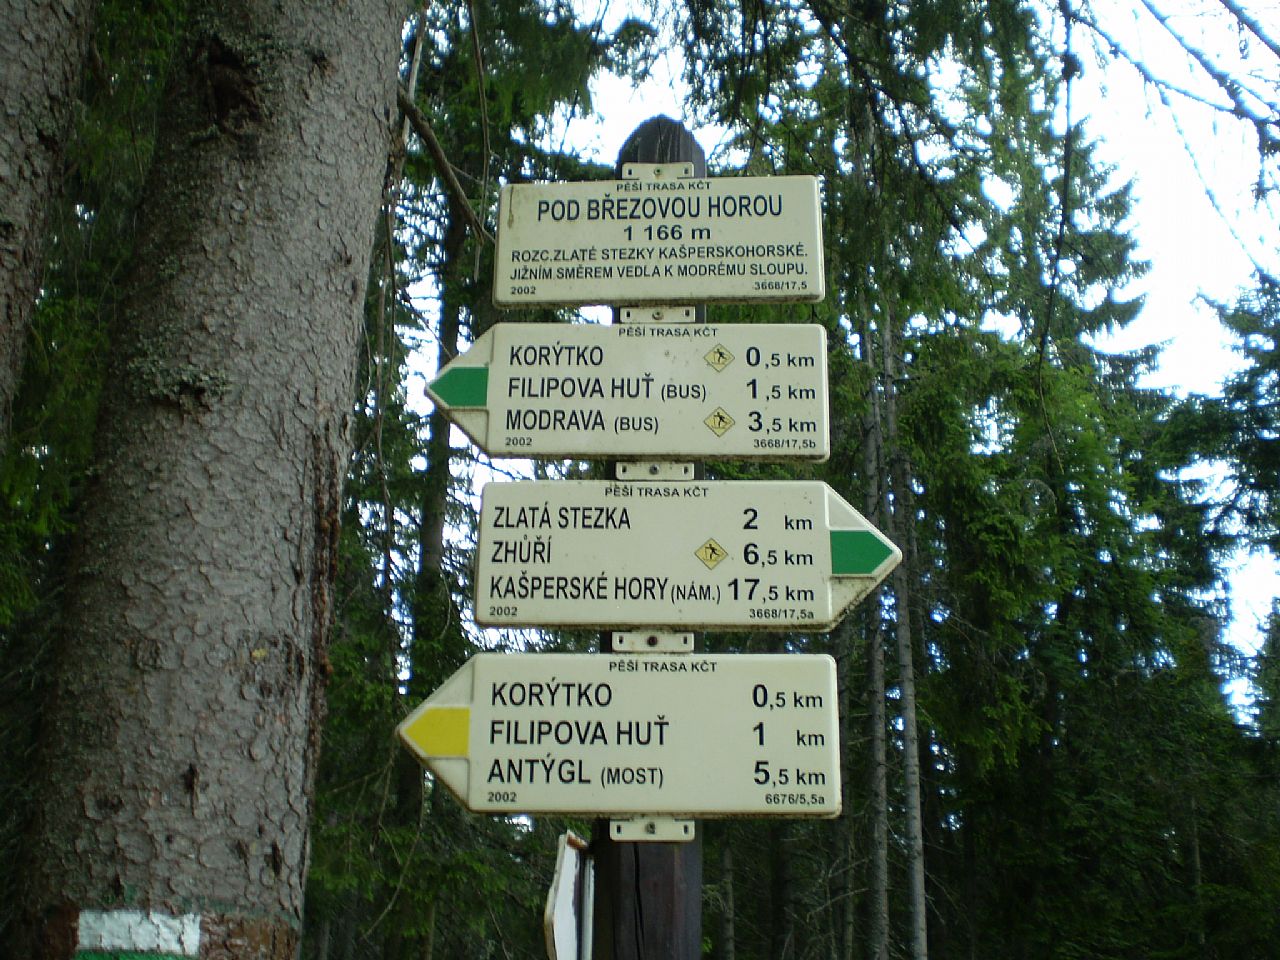 PĚŠÍ TRASA KČT
POD BŘEZOVOU HOROU
1 166 m
ROZC.ZLATÉ STEZKY KAŠPERSKOHORSKÉ.
JIŽNÍM SMĚREM VEDLA K MODRÉMU SLOUPU.
2002 3668/17,5
PĚŠÍ TRASA KČT
KORÝTKO 0,5 km
FILIPOVA HUŤ (BUS) 1,5 km
MODRAVA (BUS) 3,5 km
2002 3668/17,5b
PĚŠÍ TRASA KČT
ZLATÁ STEZKA 2 km
ZHŮŘÍ 6,5 km
KAŠPERSKÉ HORY (NÁM.) 17,5 km
2002 3668/17,5a
PĚŠÍ TRASA KČT
KORÝTKO 0,5 km
FILIPOVA HUŤ 1 km
ANTÝGL (MOST) 5,5 km
2002 6676/5,5a